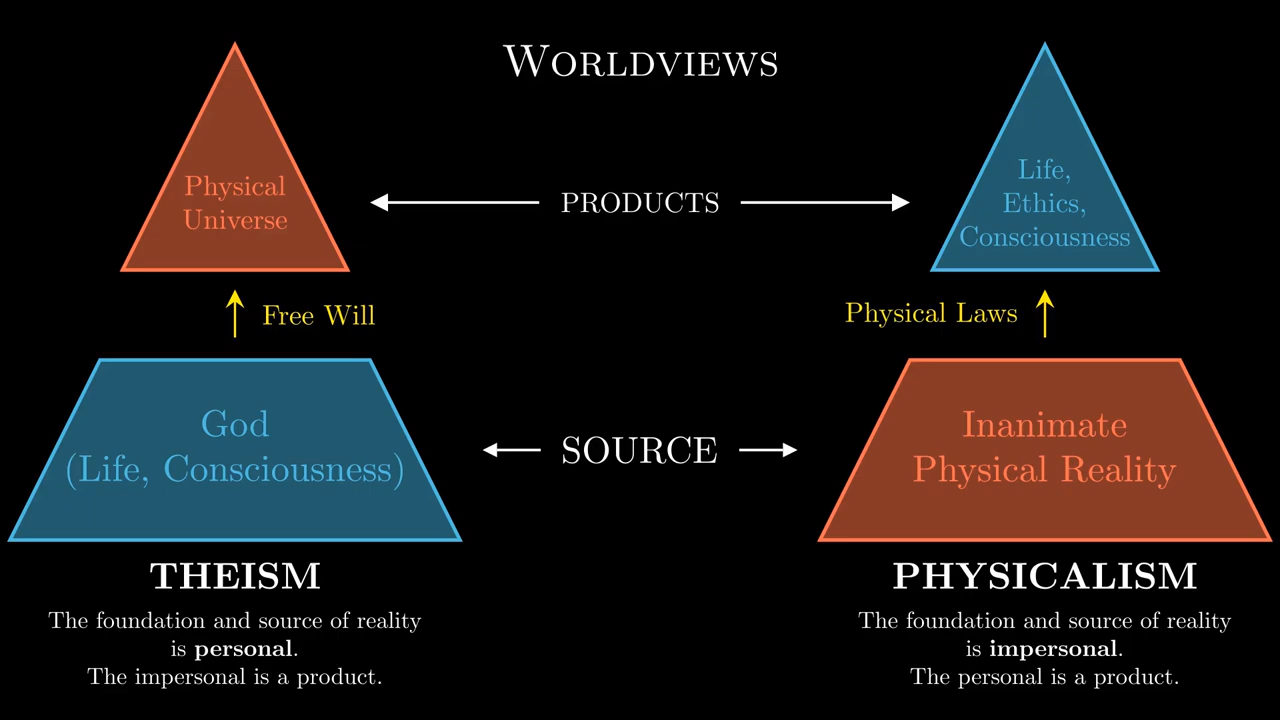 Worldviews
Physical
Universe
PRODUCTS
Life,
Ethics,
Consciousness
Free Will
Physical Laws
God
(Life, Consciousness)
SOURCE
Inanimate
Physical Reality
THEISM
The foundation and source of reality
is personal.
The impersonal is a product.
PHYSICALISM
The foundation and source of reality
is impersonal.
The personal is a product.